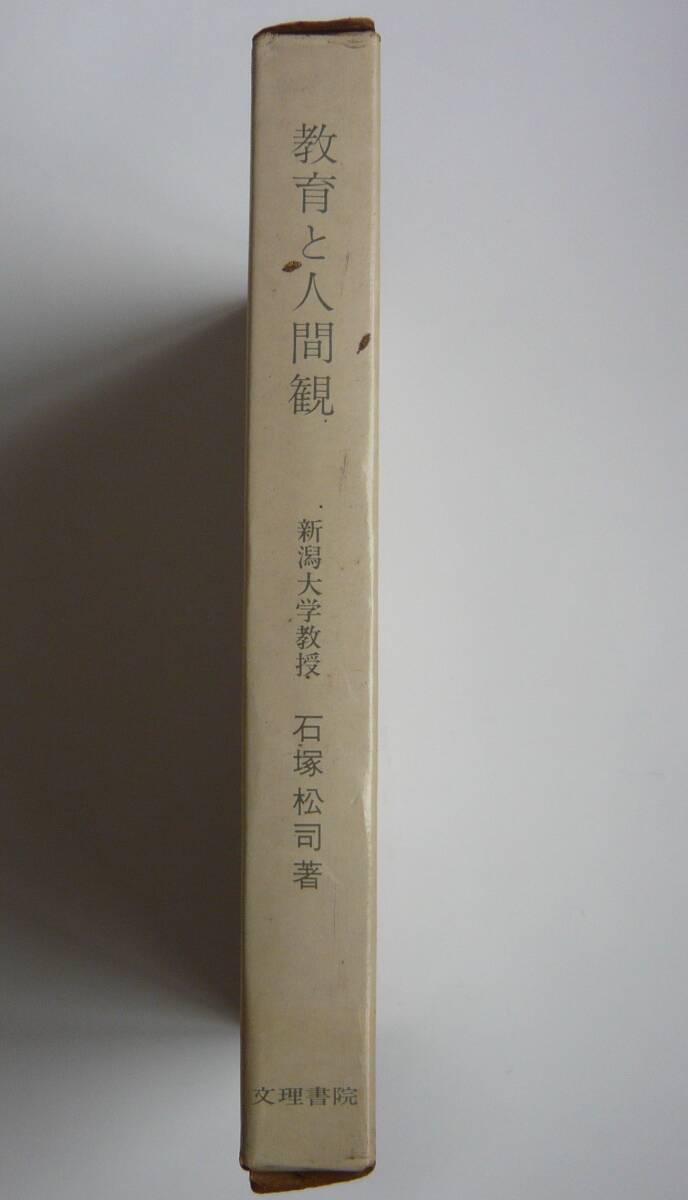 教育と人間観
新潟大学教授
石塚松司著
文理書院